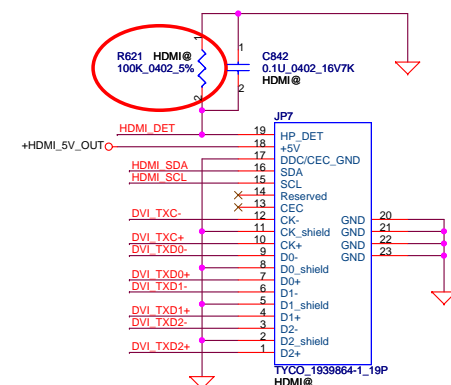 1
R621 HDMI@
100K_0402_5%
2
1
C842
0.1U_0402_16V7K
HDMI@
2
JP7
HDMI_DET 19 HP_DET
+HDMI_5V_OUT 18 +5V
17 DDC/CEC_GND
HDMI_SDA 16 SDA
HDMI_SCL 15 SCL
14 Reserved
13 CEC
DVI_TXC- 12 CK- GND 20
11 CK_shield GND 21
DVI_TXC+ 10 CK+ GND 22
DVI_TXD0- 9 D0- GND 23
8 D0_shield
DVI_TXD0+ 7 D0+
DVI_TXD1- 6 D1-
5 D1_shield
DVI_TXD1+ 4 D1+
DVI_TXD2- 3 D2-
2 D2_shield
DVI_TXD2+ 1 D2+
TYCO_1939864-1_19P
HDMI@